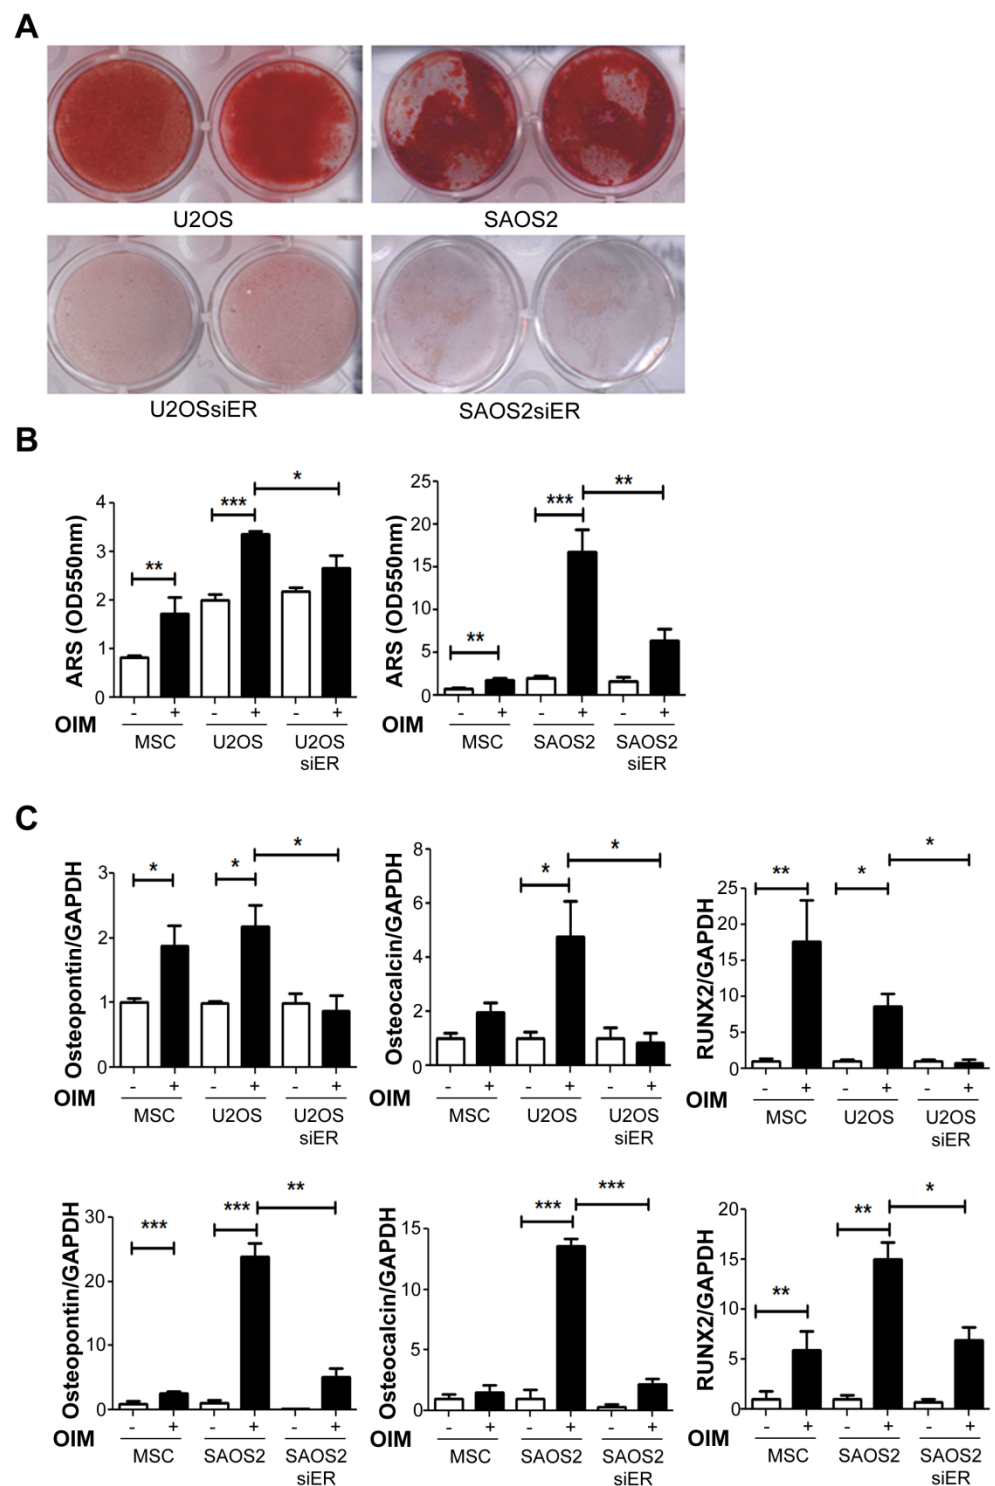 A
U2OS SAOS2
U2OSsiER SAOS2siER
B
ARS (OD550nm)
4
3
2
1
0
**
***
*
- + - + - +
OIM
MSC U2OS U2OS
siER
ARS (OD550nm)
25
20
15
10
5
0
**
***
**
- + - + - +
OIM
MSC SAOS2 SAOS2
siER
C
Osteopontin/GAPDH
3
2
1
0
*
*
*
- + - + - +
OIM
MSC U2OS U2OS
siER
Osteocalcin/GAPDH
8
6
4
2
0
*
*
- + - + - +
OIM
MSC U2OS U2OS
siER
RUNX2/GAPDH
25
20
15
10
5
0
**
*
*
- + - + - +
OIM
MSC U2OS U2OS
siER
Osteopontin/GAPDH
30
20
10
0
***
***
**
- + - + - +
OIM
MSC SAOS2 SAOS2
siER
Osteocalcin/GAPDH
15
10
5
0
***
***
- + - + - +
OIM
MSC SAOS2 SAOS2
siER
RUNX2/GAPDH
20
15
10
5
0
**
**
*
- + - + - +
OIM
MSC SAOS2 SAOS2
siER